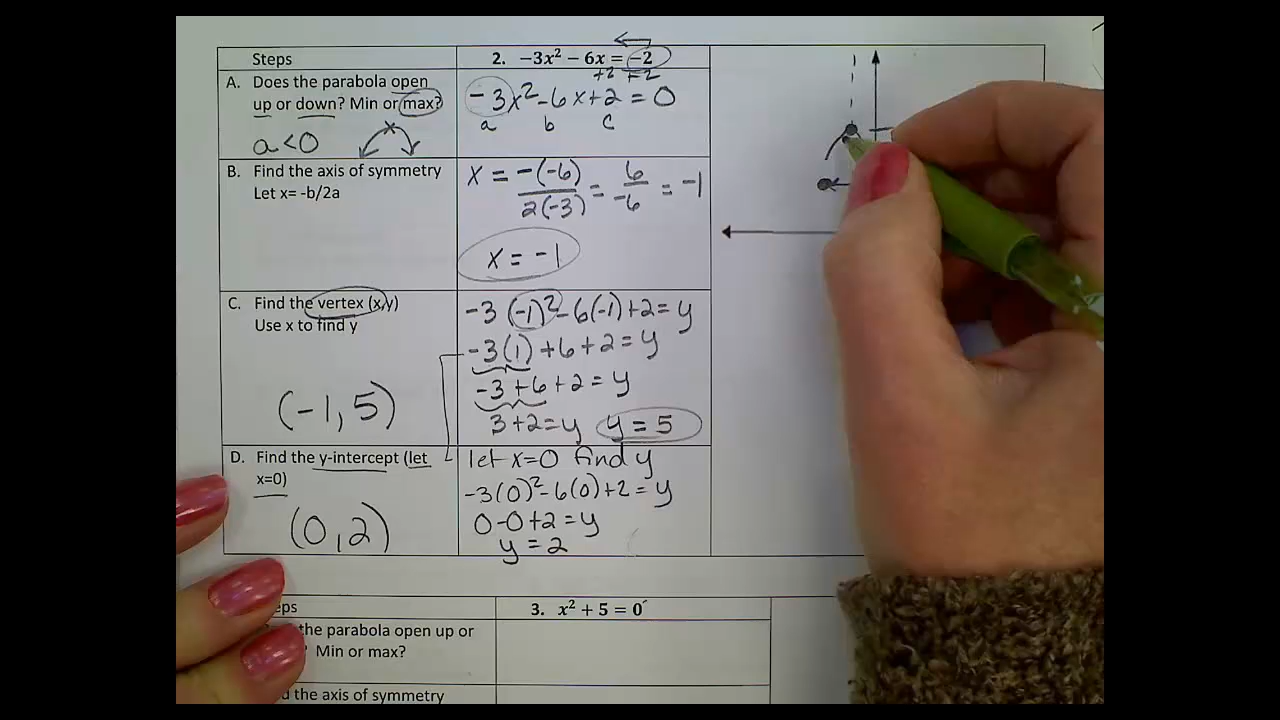 Steps
2. −3x² − 6x = −2
+2 +2
A. Does the parabola open
up or down? Min or max?
a<0
x
-3x²-6x+2=0
a b c
B. Find the axis of symmetry
Let x= -b/2a
x = -(-6)/2(-3) = 6/-6 = -1
x = -1
C. Find the vertex (x,y)
Use x to find y
(-1, 5)
-3 (-1)²-6(-1)+2=y
-3(1)+6+2=y
-3+6+2=y
3+2=y y=5
D. Find the y-intercept (let
x=0)
(0,2)
let x=0 find y
-3(0)²-6(0)+2=y
0-0+2=y
y=2
eps
3. x² + 5 = 0
the parabola open up or
? Min or max?
d the axis of symmetry